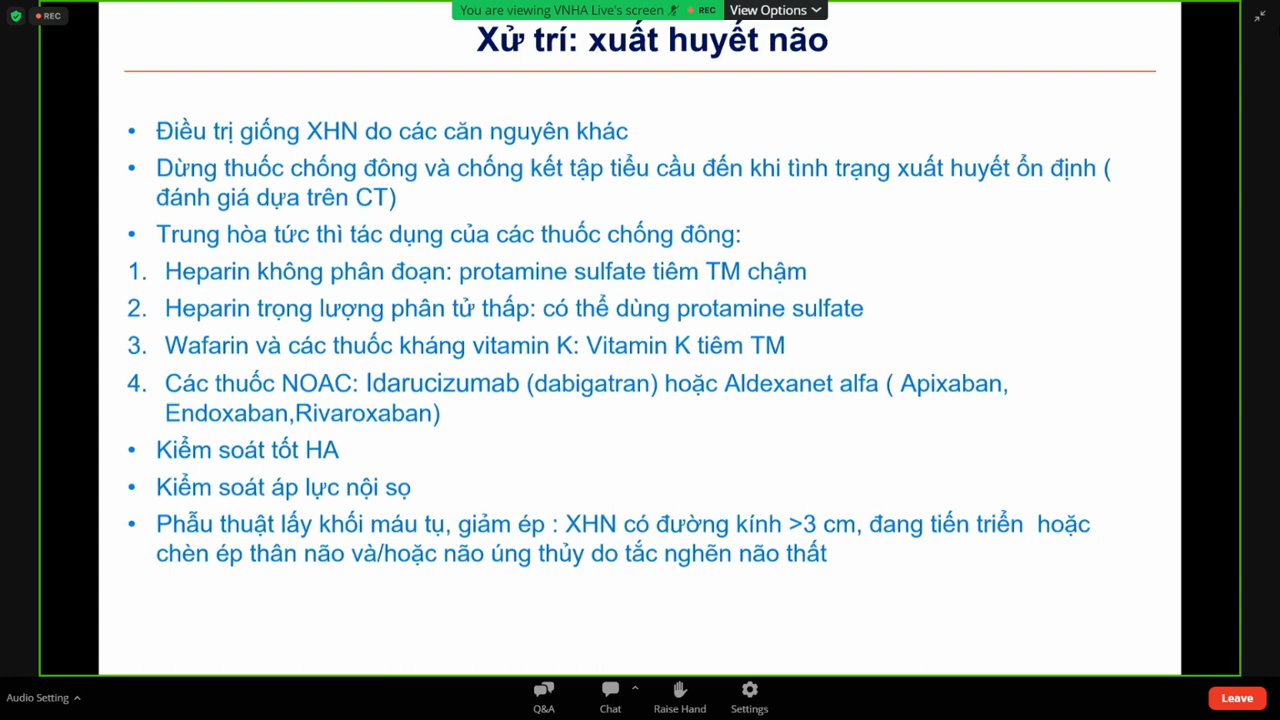 REC
You are viewing VNHA Live's screen
REC
View Options
Xử trí: xuất huyết não
• Điều trị giống XHN do các căn nguyên khác
• Dừng thuốc chống đông và chống kết tập tiểu cầu đến khi tình trạng xuất huyết ổn định (
đánh giá dựa trên CT)
• Trung hòa tức thì tác dụng của các thuốc chống đông:
1. Heparin không phân đoạn: protamine sulfate tiêm TM chậm
2. Heparin trọng lượng phân tử thấp: có thể dùng protamine sulfate
3. Wafarin và các thuốc kháng vitamin K: Vitamin K tiêm TM
4. Các thuốc NOAC: Idarucizumab (dabigatran) hoặc Aldexanet alfa ( Apixaban,
Endoxaban,Rivaroxaban)
• Kiểm soát tốt HA
• Kiểm soát áp lực nội sọ
• Phẫu thuật lấy khối máu tụ, giảm ép : XHN có đường kính >3 cm, đang tiến triển hoặc
chèn ép thân não và/hoặc não úng thủy do tắc nghẽn não thất
Audio Setting
Q&A
Chat
Raise Hand
Settings
Leave